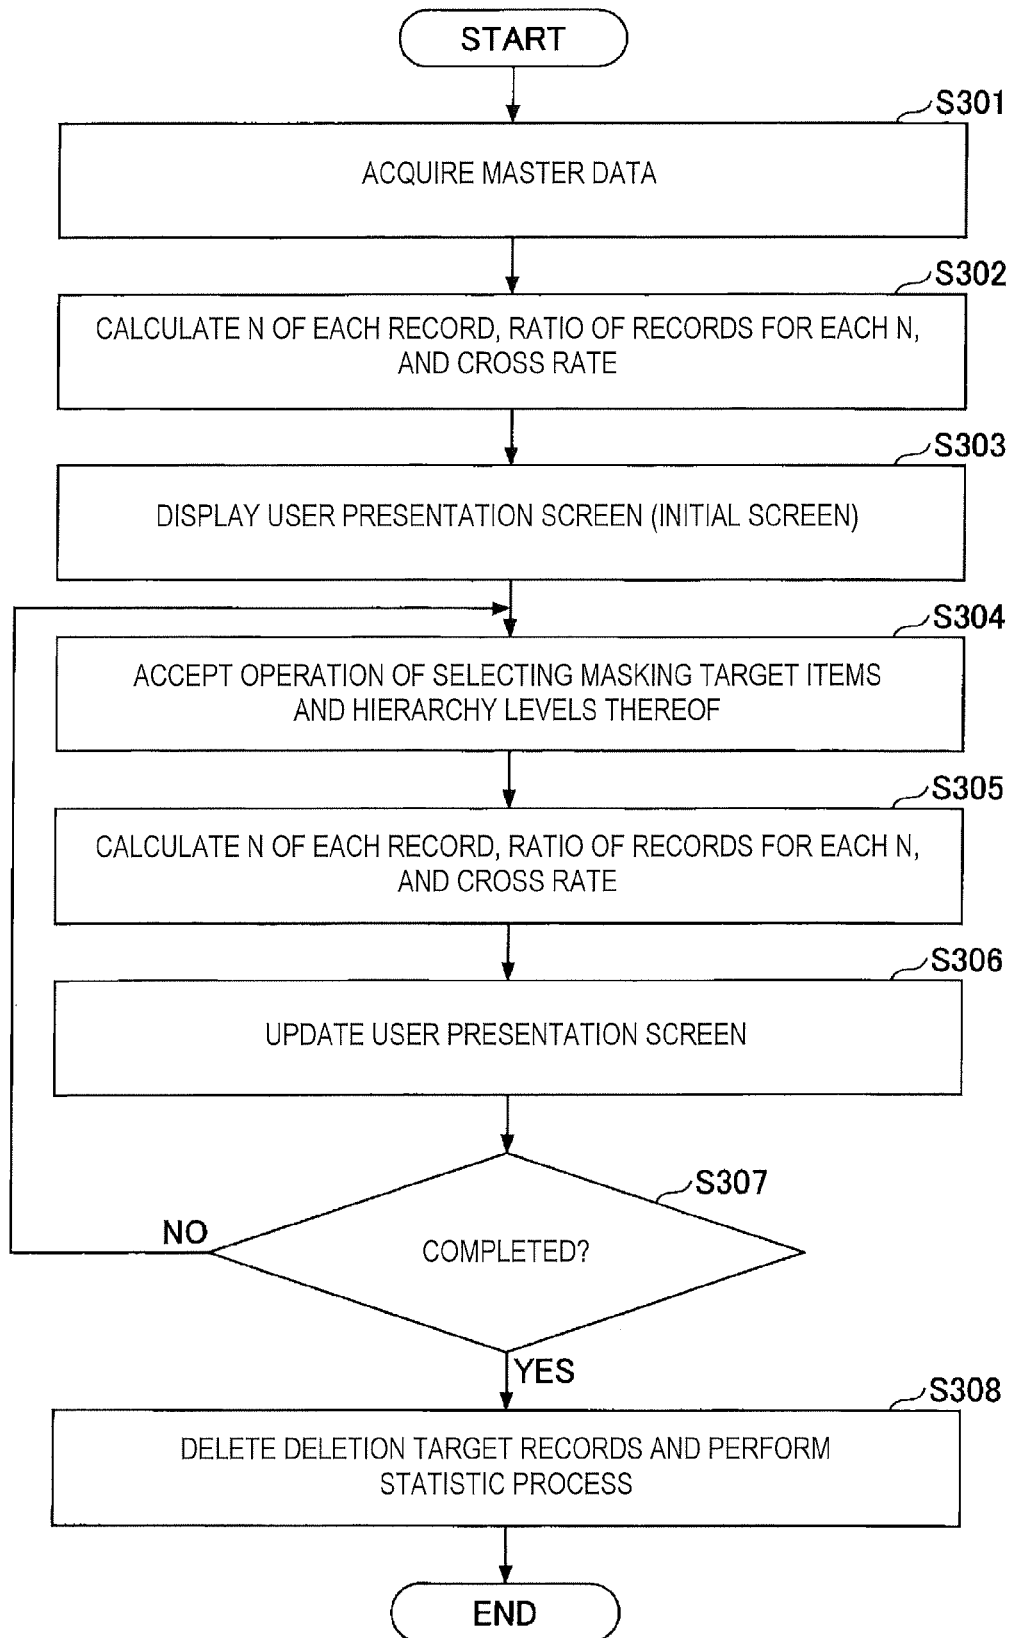 START
S301
ACQUIRE MASTER DATA
S302
CALCULATE N OF EACH RECORD, RATIO OF RECORDS FOR EACH N,
AND CROSS RATE
S303
DISPLAY USER PRESENTATION SCREEN (INITIAL SCREEN)
S304
ACCEPT OPERATION OF SELECTING MASKING TARGET ITEMS
AND HIERARCHY LEVELS THEREOF
S305
CALCULATE N OF EACH RECORD, RATIO OF RECORDS FOR EACH N,
AND CROSS RATE
S306
UPDATE USER PRESENTATION SCREEN
S307
NO
COMPLETED?
YES
S308
DELETE DELETION TARGET RECORDS AND PERFORM
STATISTIC PROCESS
END